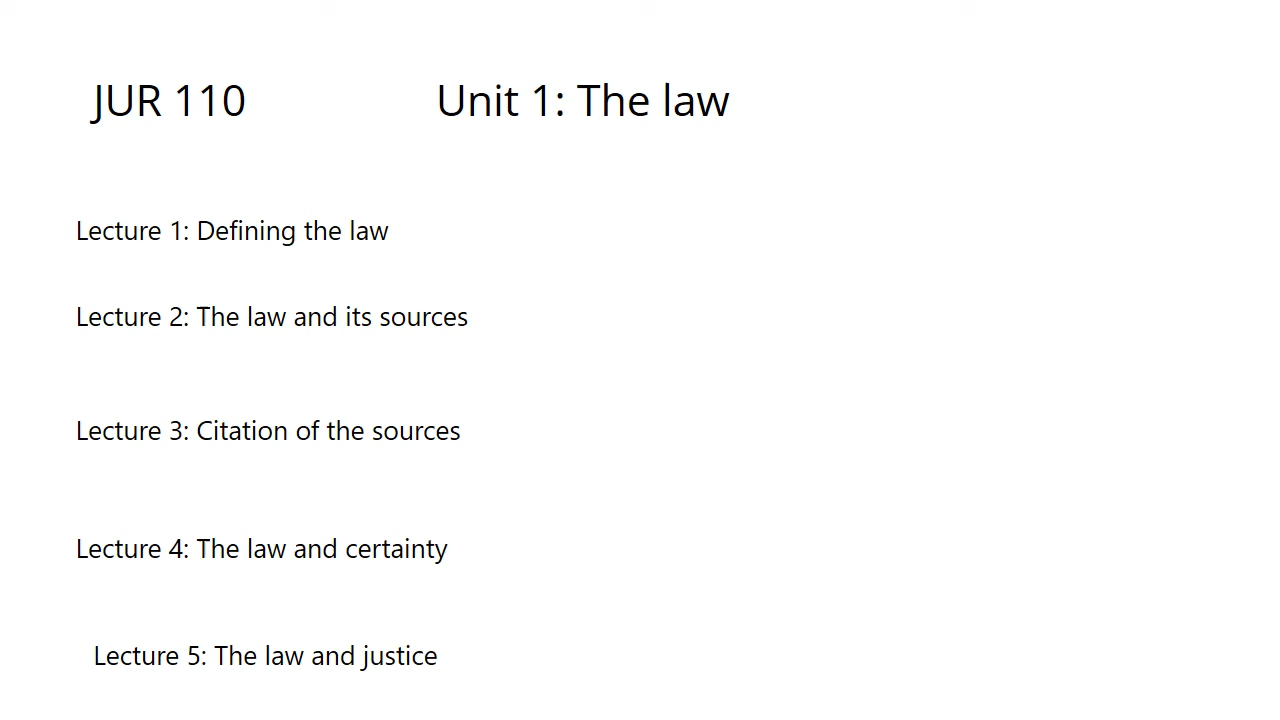 JUR 110 Unit 1: The law
Lecture 1: Defining the law
Lecture 2: The law and its sources
Lecture 3: Citation of the sources
Lecture 4: The law and certainty
Lecture 5: The law and justice